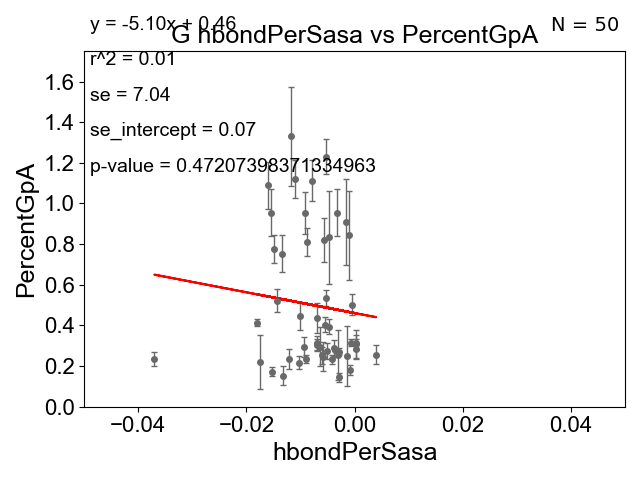 y = -5.10x + 0.46
N = 50
G hbondPerSasa vs PercentGpA
r^2 = 0.01
se = 7.04
se_intercept = 0.07
p-value = 0.47207398371334963
PercentGpA
1.6
1.4
1.2
1.0
0.8
0.6
0.4
0.2
0.0
−0.04
−0.02
0.00
0.02
0.04
hbondPerSasa